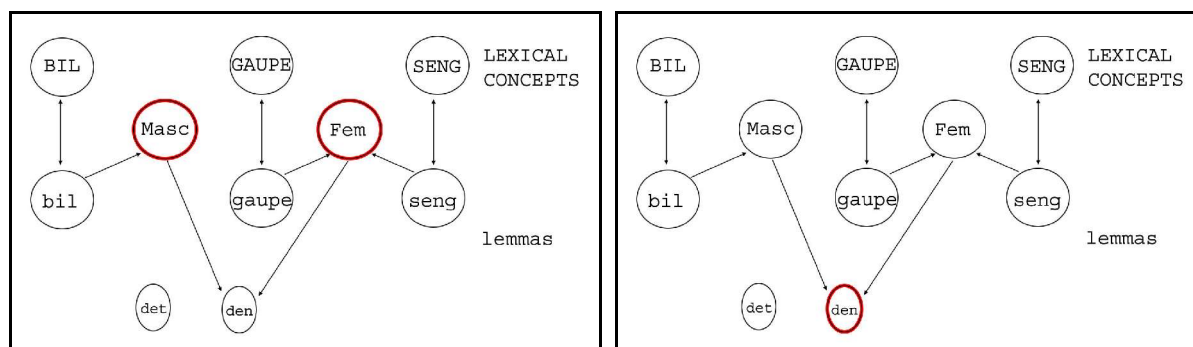 BIL
GAUPE
SENG
LEXICAL
CONCEPTS
Masc
Fem
bil
gaupe
seng
lemmas
det
den
BIL
GAUPE
SENG
LEXICAL
CONCEPTS
Masc
Fem
bil
gaupe
seng
lemmas
det
den